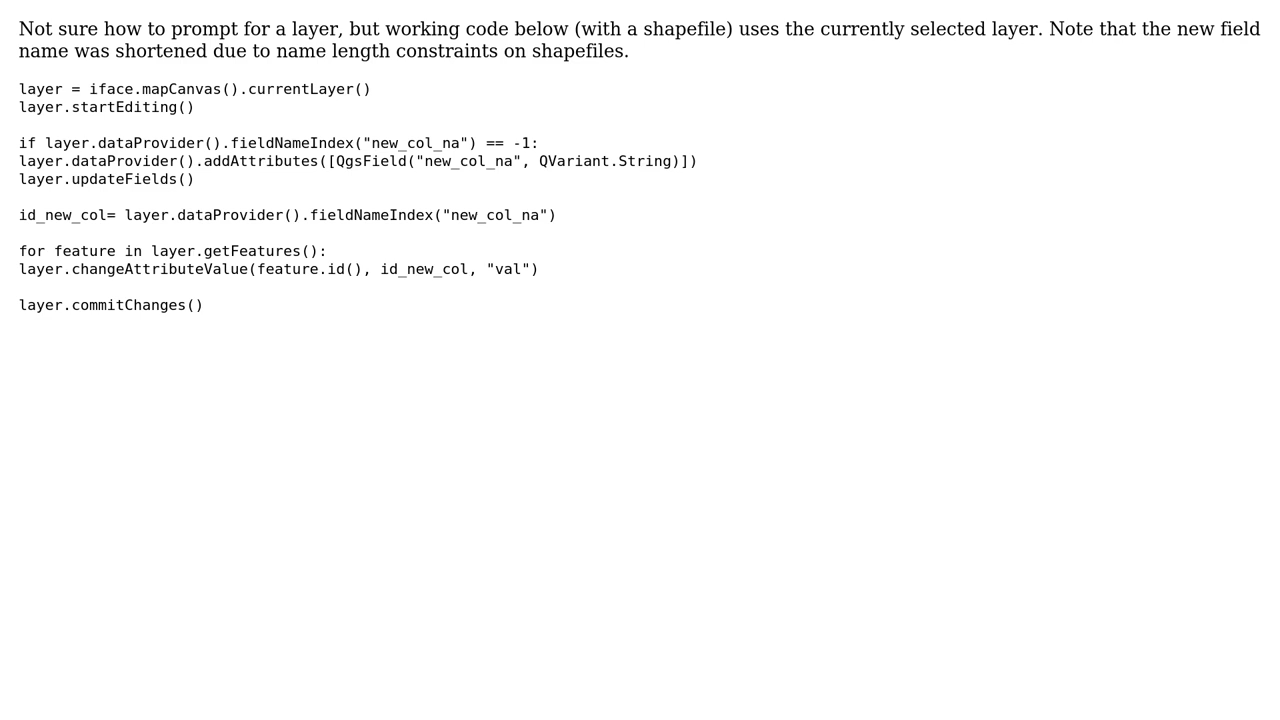 Not sure how to prompt for a layer, but working code below (with a shapefile) uses the currently selected layer. Note that the new field
name was shortened due to name length constraints on shapefiles.
layer = iface.mapCanvas().currentLayer()
layer.startEditing()
if layer.dataProvider().fieldNameIndex("new_col_na") == -1:
layer.dataProvider().addAttributes([QgsField("new_col_na", QVariant.String)])
layer.updateFields()
id_new_col= layer.dataProvider().fieldNameIndex("new_col_na")
for feature in layer.getFeatures():
layer.changeAttributeValue(feature.id(), id_new_col, "val")
layer.commitChanges()